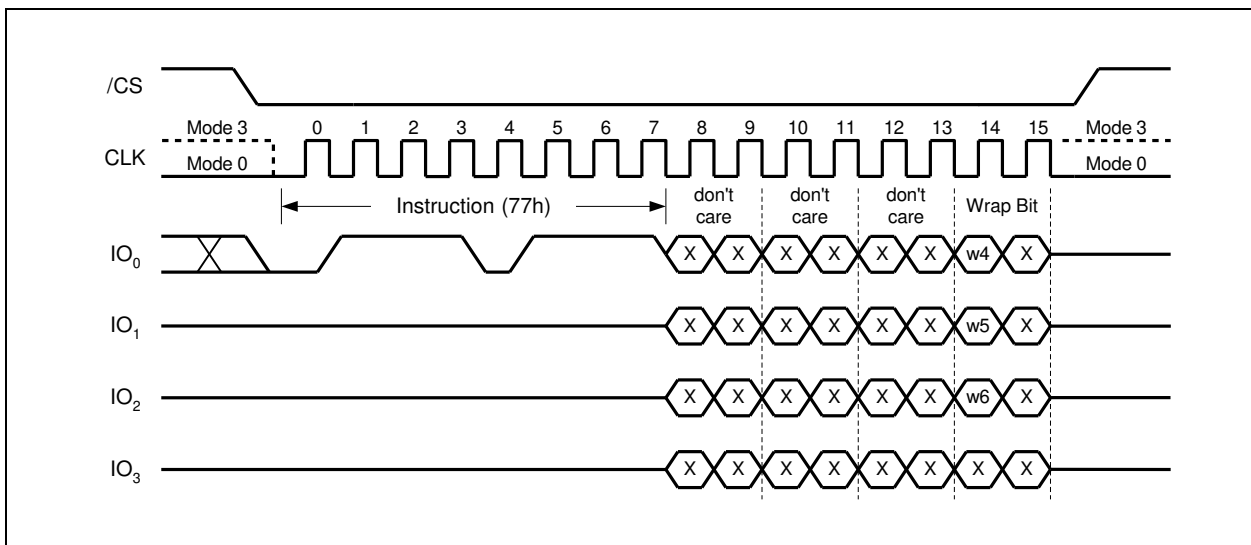 /CS
Mode 3 0 1 2 3 4 5 6 7 8 9 10 11 12 13 14 15 Mode 3
CLK
Mode 0 Mode 0
Instruction (77h) don't care don't care don't care Wrap Bit
IO0 X X X X X X X w4 X
IO1 X X X X X X w5 X
IO2 X X X X X X w6 X
IO3 X X X X X X X X